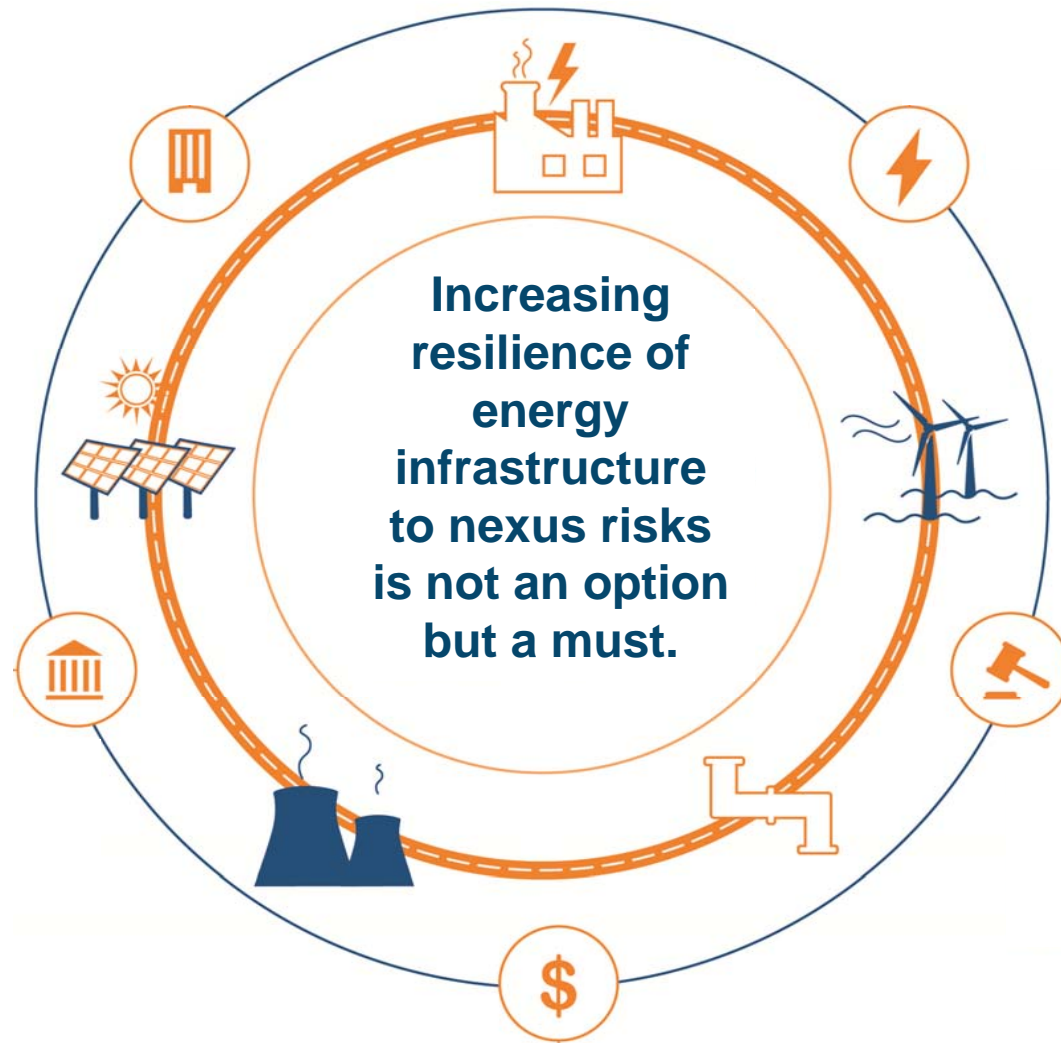 Increasing
resilience of
energy
infrastructure
to nexus risks
is not an option
but a must.
$